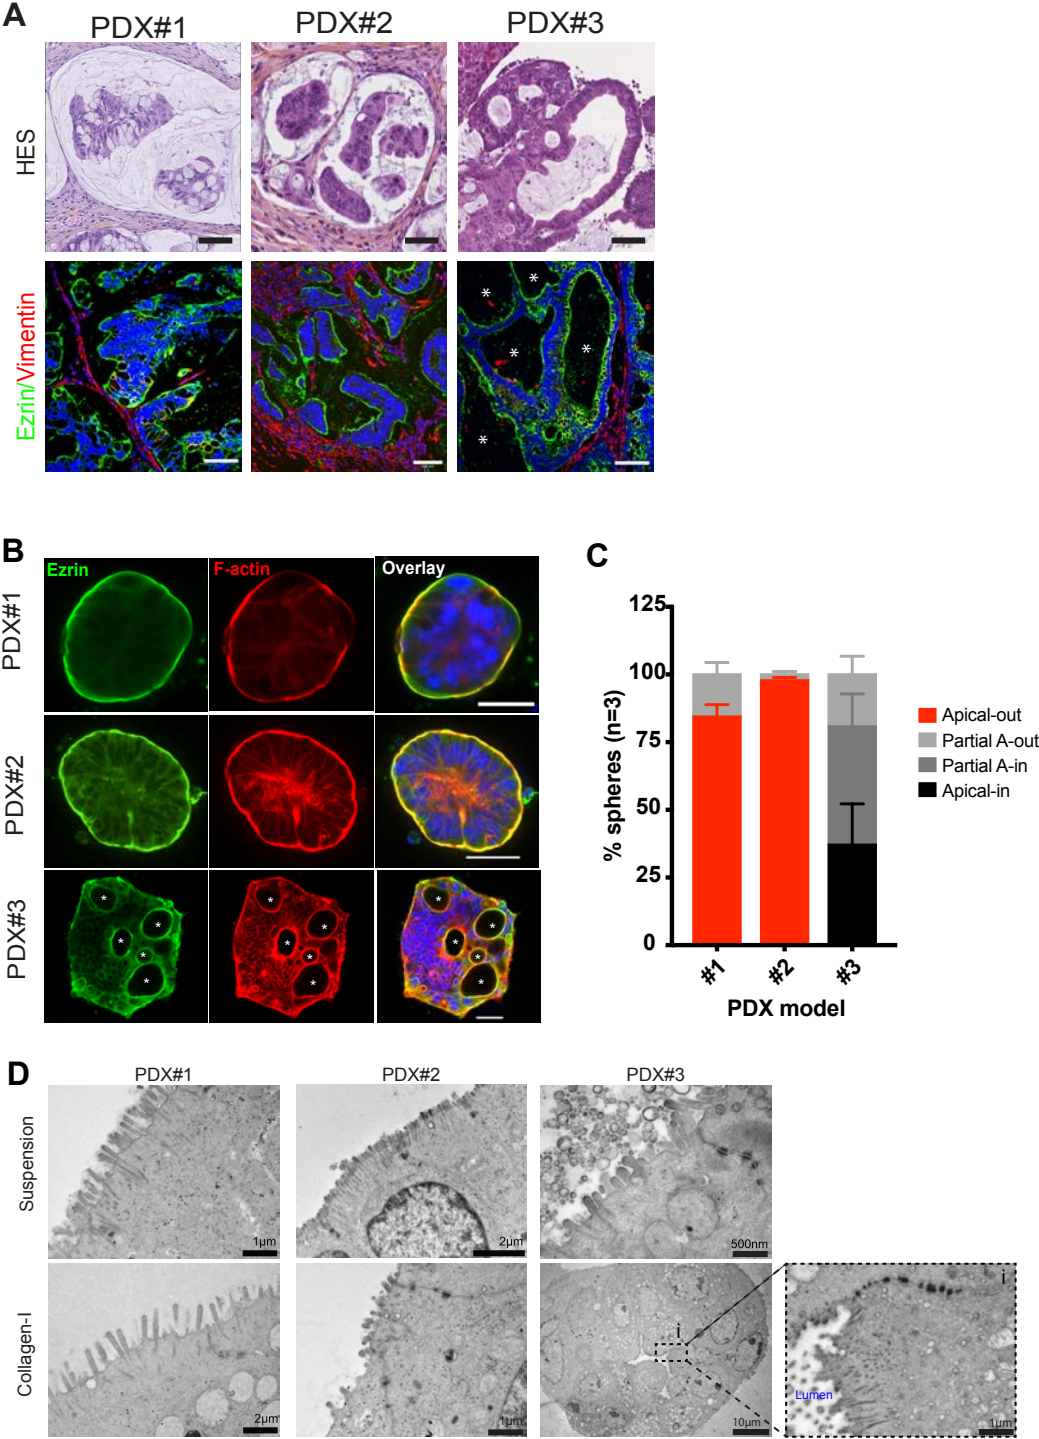 A
PDX#1 PDX#2 PDX#3
HES
Ezrin/Vimentin
* * * * *
B
Ezrin F-actin Overlay
PDX#1
PDX#2
PDX#3
* * * * *
* * * * *
* * * * *
C
% spheres (n=3)
125
100
75
50
25
0
#1 #2 #3
PDX model
Apical-out
Partial A-out
Partial A-in
Apical-in
D
PDX#1 PDX#2 PDX#3
Suspension
1µm 2µm 500nm
Collagen-I
i i
Lumen
2µm 1µm 10µm 1µm